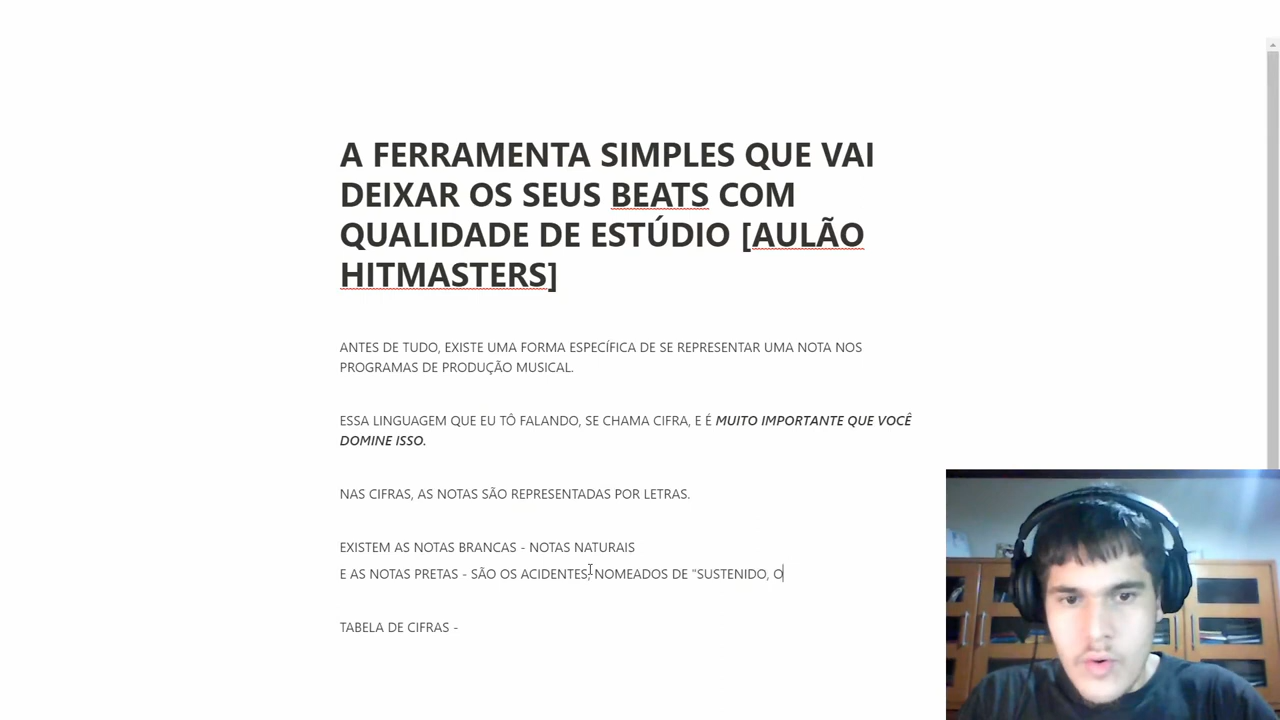 A FERRAMENTA SIMPLES QUE VAI
DEIXAR OS SEUS BEATS COM
QUALIDADE DE ESTÚDIO [AULÃO
HITMASTERS]
ANTES DE TUDO, EXISTE UMA FORMA ESPECÍFICA DE SE REPRESENTAR UMA NOTA NOS
PROGRAMAS DE PRODUÇÃO MUSICAL.
ESSA LINGUAGEM QUE EU TÔ FALANDO, SE CHAMA CIFRA, E É MUITO IMPORTANTE QUE VOCÊ
DOMINE ISSO.
NAS CIFRAS, AS NOTAS SÃO REPRESENTADAS POR LETRAS.
EXISTEM AS NOTAS BRANCAS - NOTAS NATURAIS
E AS NOTAS PRETAS - SÃO OS ACIDENTES, NOMEADOS DE "SUSTENIDO, O
TABELA DE CIFRAS -